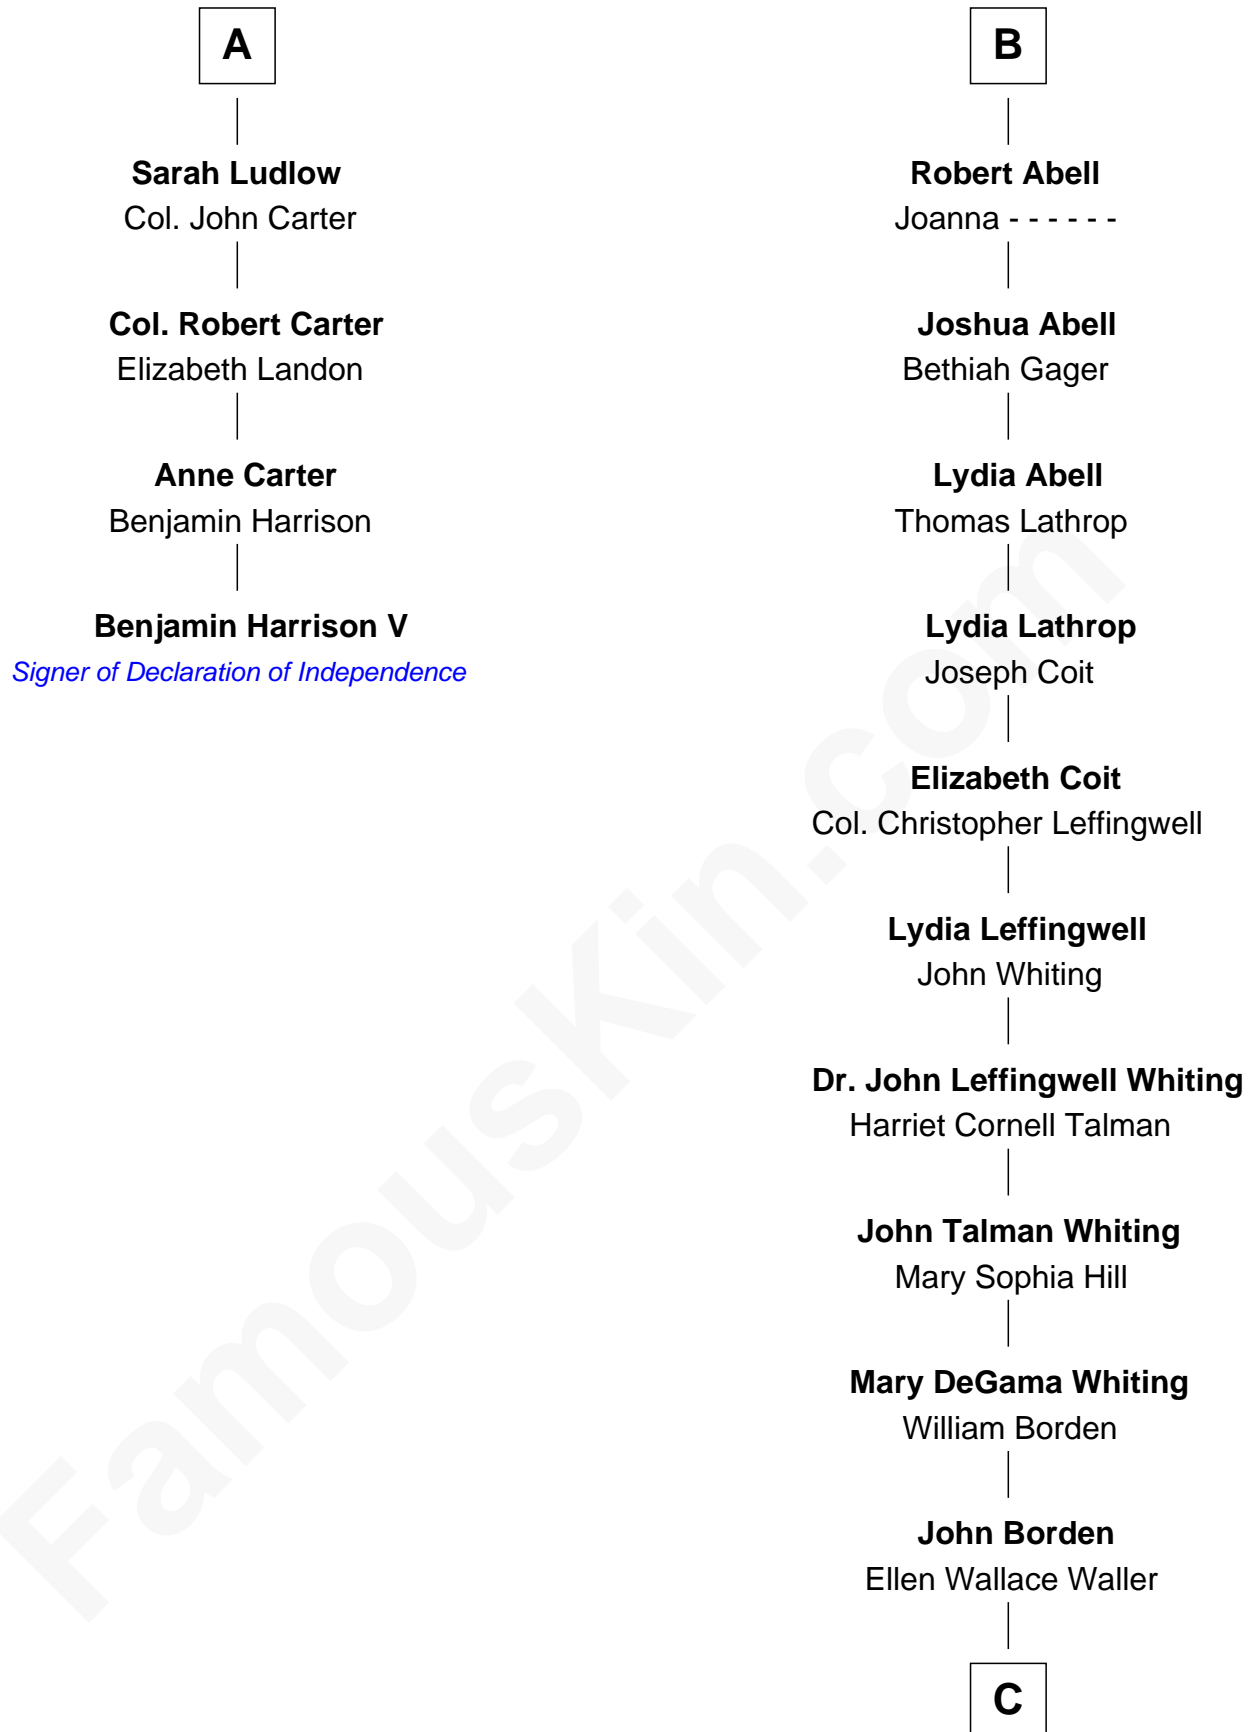 A
Sarah Ludlow
Col. John Carter
Col. Robert Carter
Elizabeth Landon
Anne Carter
Benjamin Harrison
Benjamin Harrison V
Signer of Declaration of Independence
B
Robert Abell
Joanna - - - - - -
Joshua Abell
Bethiah Gager
Lydia Abell
Thomas Lathrop
Lydia Lathrop
Joseph Coit
Elizabeth Coit
Col. Christopher Leffingwell
Lydia Leffingwell
John Whiting
Dr. John Leffingwell Whiting
Harriet Cornell Talman
John Talman Whiting
Mary Sophia Hill
Mary DeGama Whiting
William Borden
John Borden
Ellen Wallace Waller
C
FamousKin.com